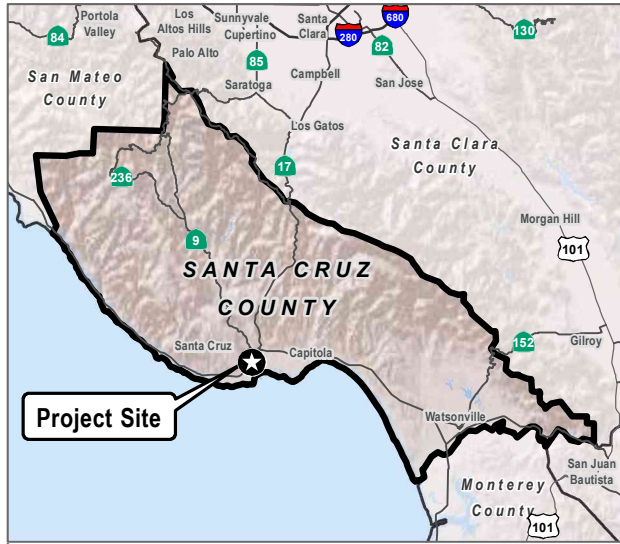 Portola
Valley
Los
Altos Hills
Sunnyvale
Santa
Clara
680
130
84
Cupertino
280
82
Palo Alto
85
San Mateo
County
Campbell
San Jose
Saratoga
Los Gatos
Santa Clara
County
17
236
Morgan Hill
9
101
SANTA CRUZ
COUNTY
152
Gilroy
Santa Cruz
Capitola
Project Site
Watsonville
San Juan
Bautista
Monterey
County
101